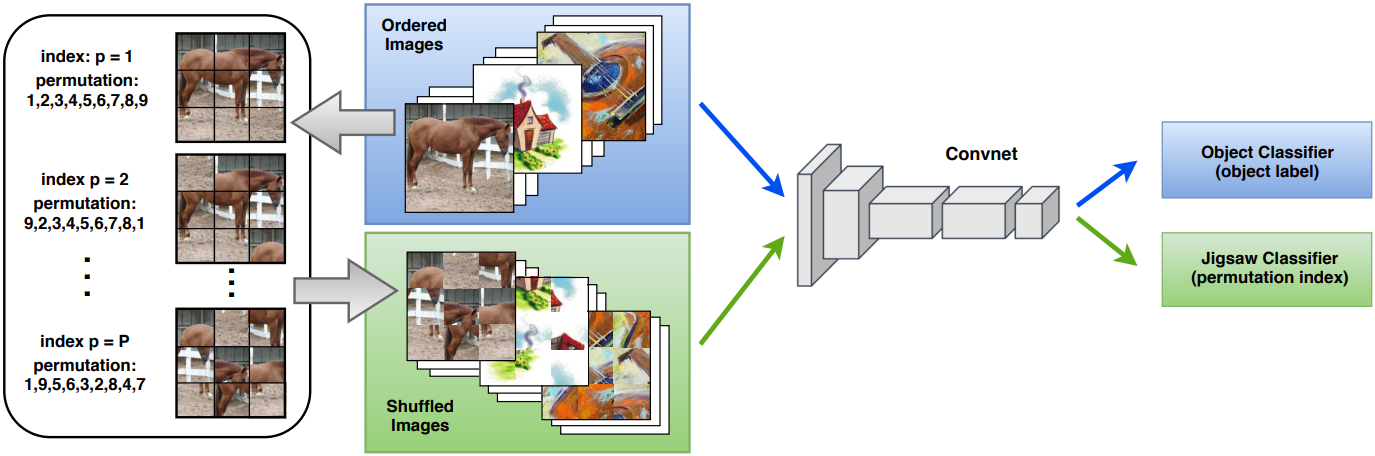 index: p = 1
permutation:
1,2,3,4,5,6,7,8,9
index p = 2
permutation:
9,2,3,4,5,6,7,8,1
index p = P
permutation:
1,9,5,6,3,2,8,4,7
Ordered
Images
Shuffled
Images
Convnet
Object Classifier
(object label)
Jigsaw Classifier
(permutation index)